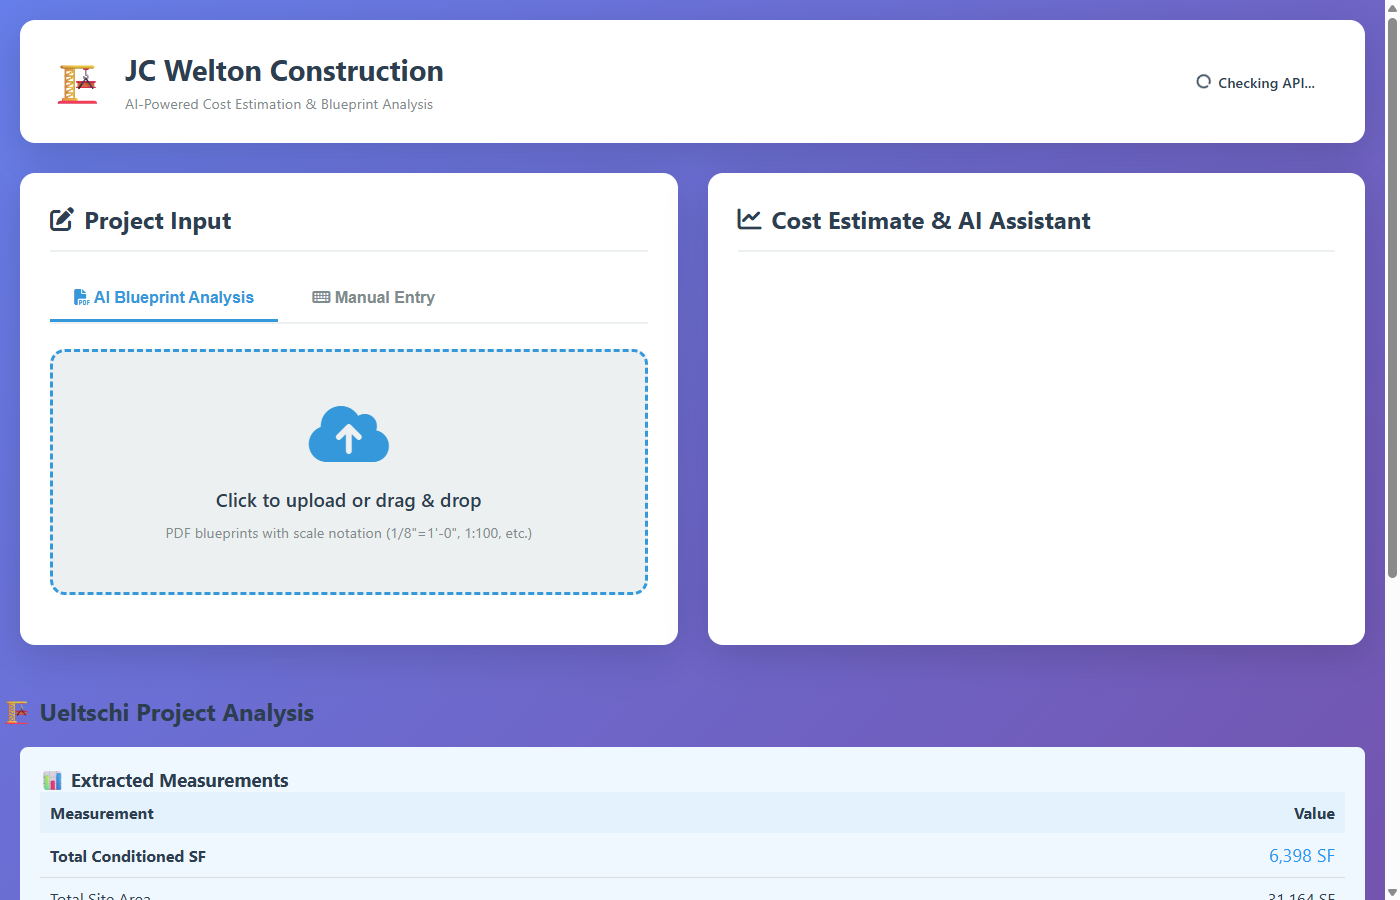 JC Welton Construction
AI-Powered Cost Estimation & Blueprint Analysis
Checking API...
Project Input
AI Blueprint Analysis
Manual Entry
Click to upload or drag & drop
PDF blueprints with scale notation (1/8"=1'-0", 1:100, etc.)
Cost Estimate & AI Assistant
Ueltschi Project Analysis
Extracted Measurements
Measurement Value
Total Conditioned SF 6,398 SF
Total Site Area 31,164 SF